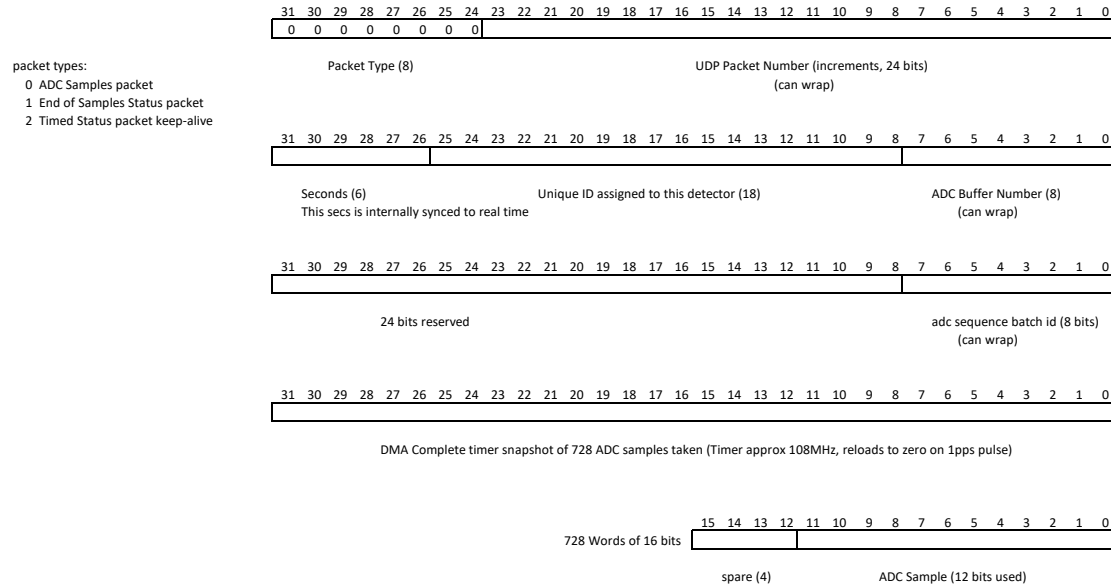 31 30 29 28 27 26 25 24 23 22 21 20 19 18 17 16 15 14 13 12 11 10 9 8 7 6 5 4 3 2 1 0
0 0 0 0 0 0 0 0
packet types:
0 ADC Samples packet
1 End of Samples Status packet
2 Timed Status packet keep-alive
Packet Type (8)
UDP Packet Number (increments, 24 bits)
(can wrap)
31 30 29 28 27 26 25 24 23 22 21 20 19 18 17 16 15 14 13 12 11 10 9 8 7 6 5 4 3 2 1 0
Seconds (6)
This secs is internally synced to real time
Unique ID assigned to this detector (18)
ADC Buffer Number (8)
(can wrap)
31 30 29 28 27 26 25 24 23 22 21 20 19 18 17 16 15 14 13 12 11 10 9 8 7 6 5 4 3 2 1 0
24 bits reserved
adc sequence batch id (8 bits)
(can wrap)
31 30 29 28 27 26 25 24 23 22 21 20 19 18 17 16 15 14 13 12 11 10 9 8 7 6 5 4 3 2 1 0
DMA Complete timer snapshot of 728 ADC samples taken (Timer approx 108MHz, reloads to zero on 1pps pulse)
15 14 13 12 11 10 9 8 7 6 5 4 3 2 1 0
728 Words of 16 bits
spare (4)
ADC Sample (12 bits used)